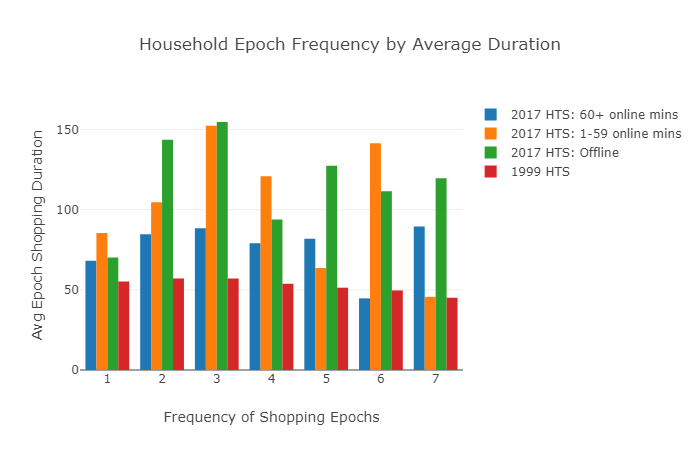 Household Epoch Frequency by Average Duration
2017 HTS: 60+ online mins
2017 HTS: 1-59 online mins
2017 HTS: Offline
1999 HTS
Avg Epoch Shopping Duration
150
100
50
0
1 2 3 4 5 6 7
Frequency of Shopping Epochs